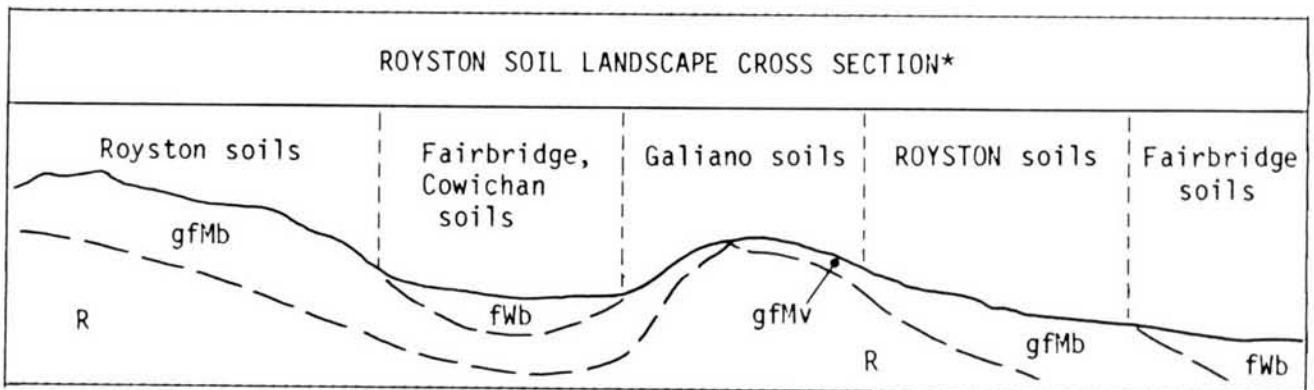 ROYSTON SOIL LANDSCAPE CROSS SECTION*
Royston soils
Fairbridge,
Cowichan
soils
Galiano soils
ROYSTON soils
Fairbridge
soils
gfMb
R
fWb
gfMv
R
gfMb
fWb